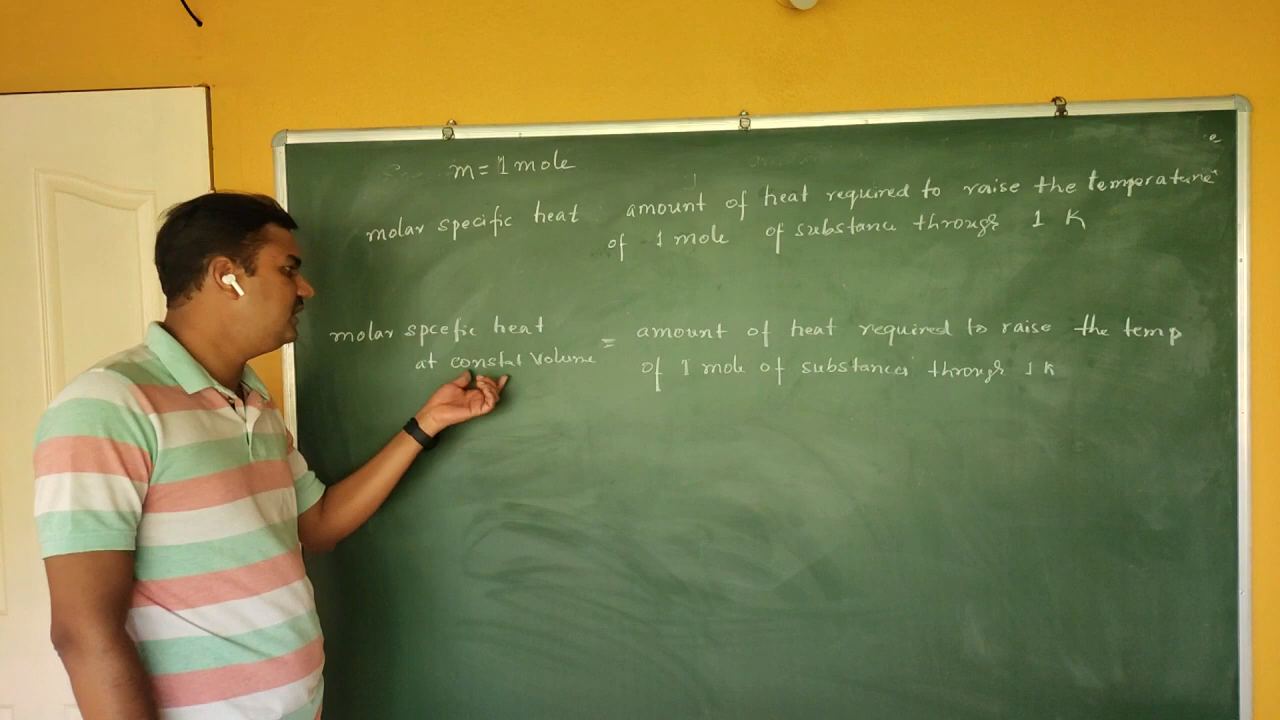 m = 1 mole
molar specific heat amount of heat required to raise the temperature
of 1 mole of substance through 1 K
molar spcefic heat = amount of heat required to raise the temp
at constat volume of 1 mole of substances through 1 K